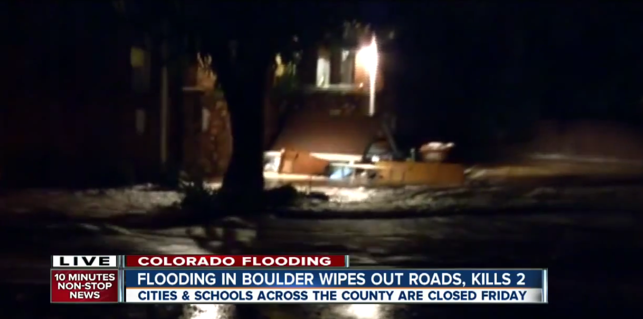 LIVE
COLORADO FLOODING
10 MINUTES
NON-STOP
NEWS
FLOODING IN BOULDER WIPES OUT ROADS, KILLS 2
CITIES & SCHOOLS ACROSS THE COUNTY ARE CLOSED FRIDAY